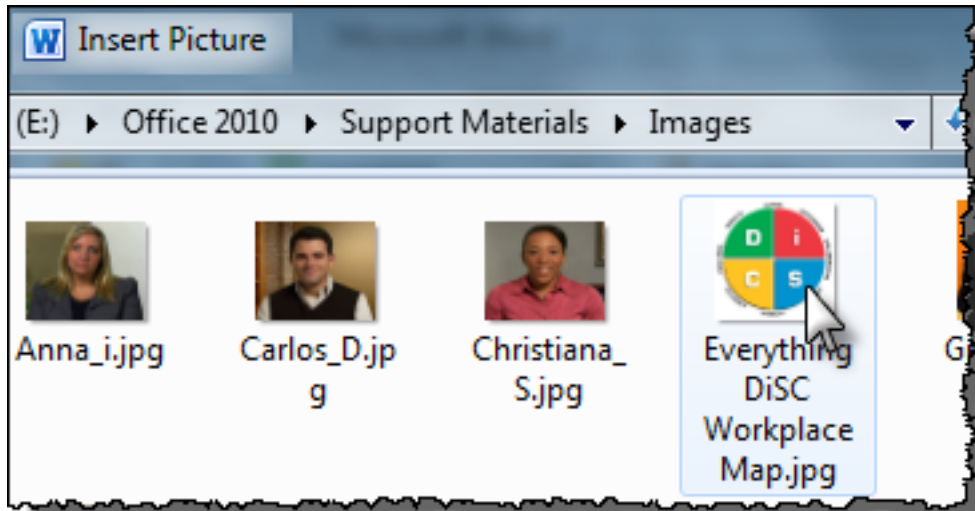 W Insert Picture
(E:) ▸ Office 2010 ▸ Support Materials ▸ Images
D i
C S
Anna_i.jpg
Carlos_D.jp
g
Christiana_
S.jpg
Everything
DiSC
Workplace
Map.jpg